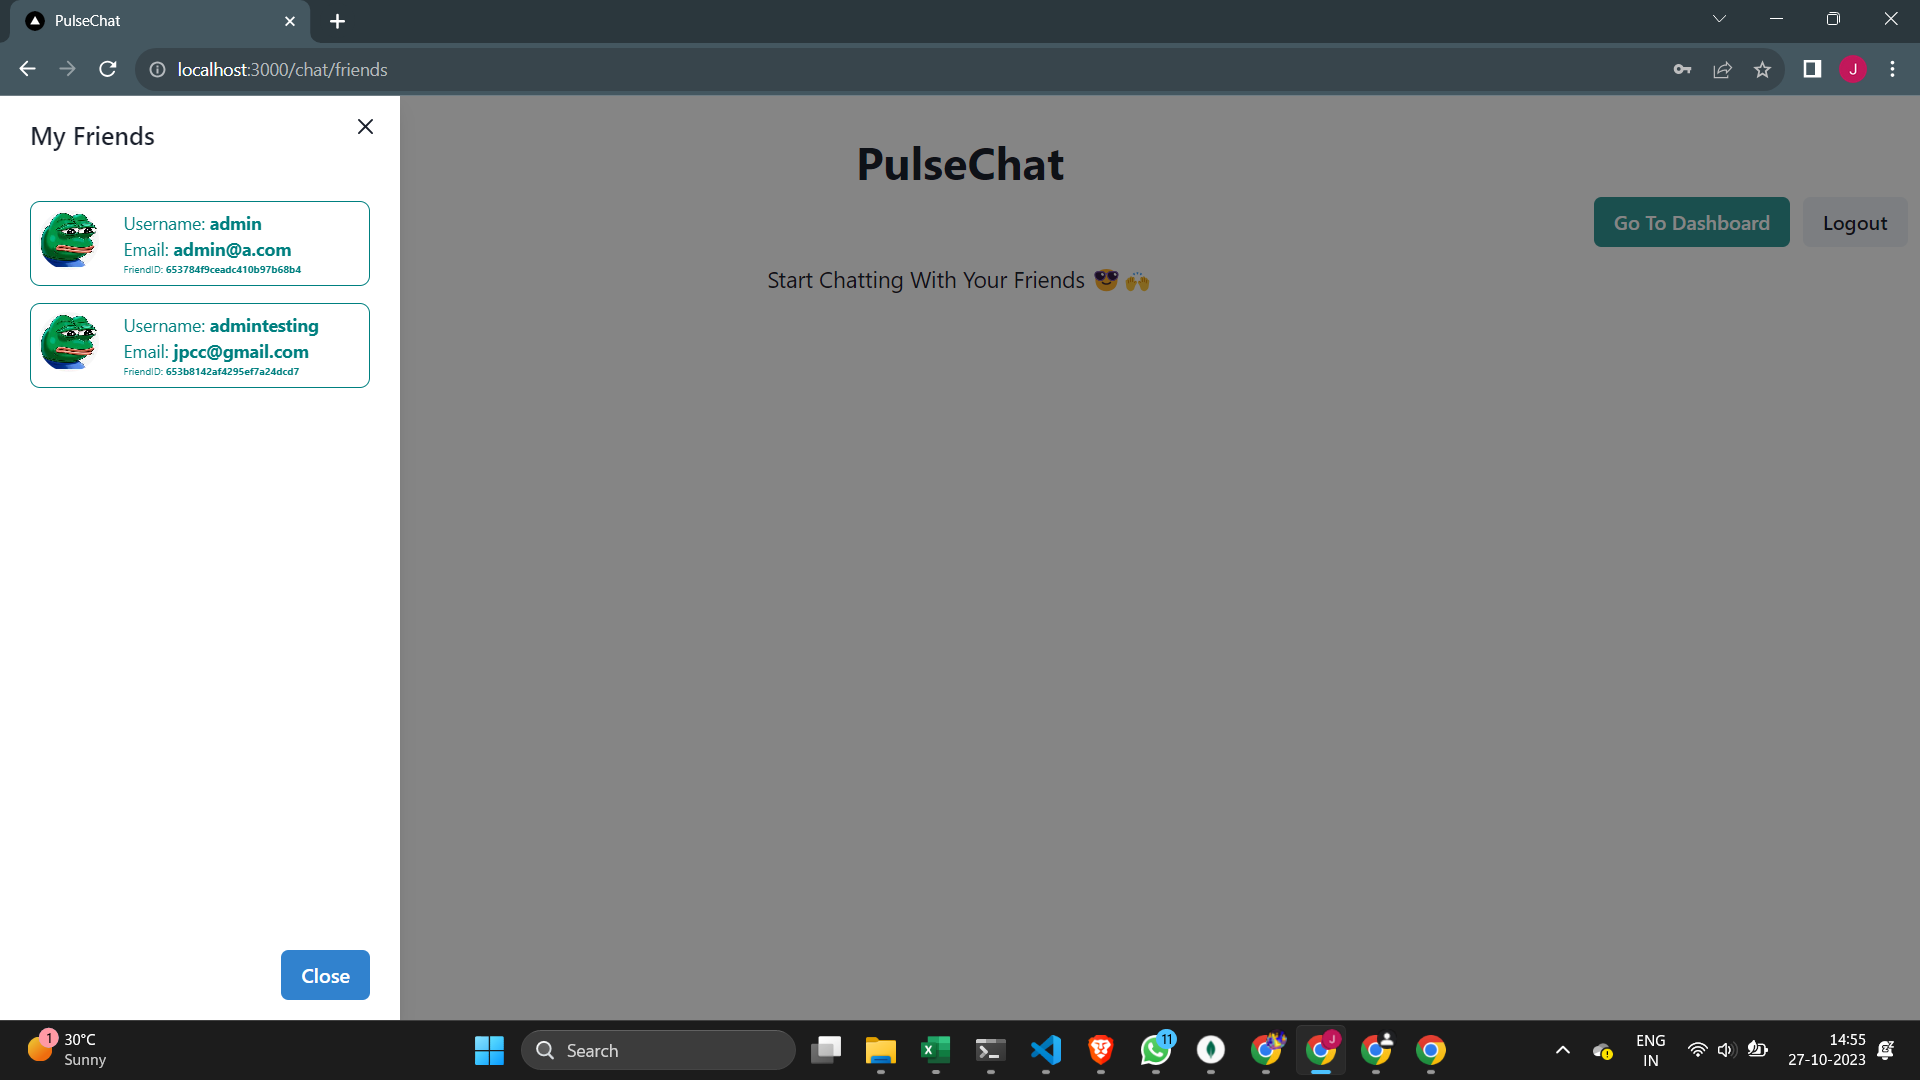 PulseChat
localhost:3000/chat/friends
J
My Friends
Username: admin
Email: admin@a.com
FriendID: 653784f9ceadc410b97b68b4
Username: admintesting
Email: jpcc@gmail.com
FriendID: 653b8142af4295ef7a24dcd7
Close
PulseChat
Go To Dashboard
Logout
Start Chatting With Your Friends 😎 🙌
1
30°C
Sunny
Search
11
J
ENG
IN
14:55
27-10-2023